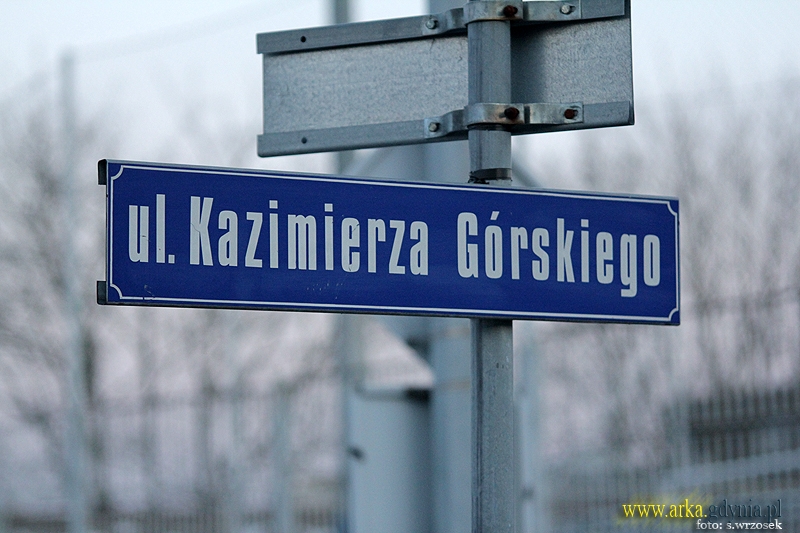 ul. Kazimierza Górskiego
www.arka.gdynia.pl
foto: s.wrzosek